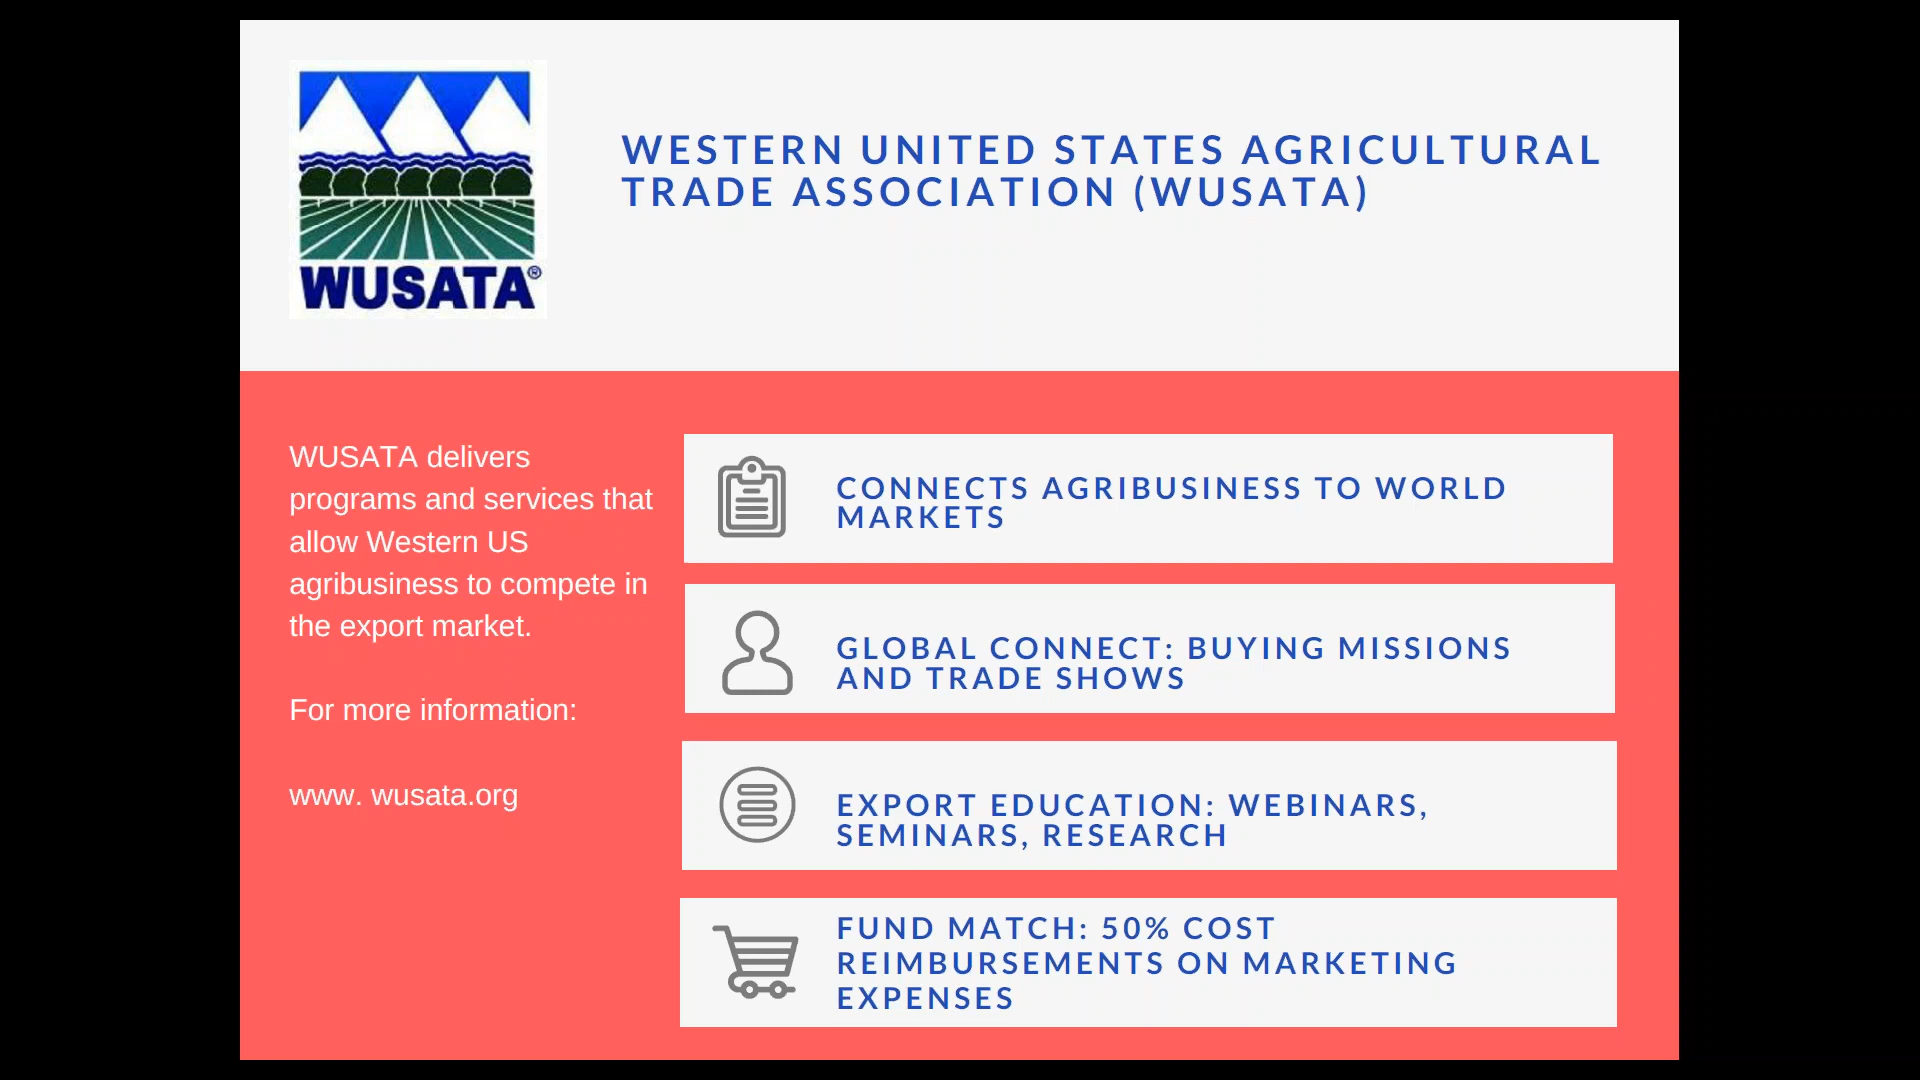 WUSATA®
WESTERN UNITED STATES AGRICULTURAL
TRADE ASSOCIATION (WUSATA)
WUSATA delivers
programs and services that
allow Western US
agribusiness to compete in
the export market.
For more information:
www. wusata.org
CONNECTS AGRIBUSINESS TO WORLD
MARKETS
GLOBAL CONNECT: BUYING MISSIONS
AND TRADE SHOWS
EXPORT EDUCATION: WEBINARS,
SEMINARS, RESEARCH
FUND MATCH: 50% COST
REIMBURSEMENTS ON MARKETING
EXPENSES